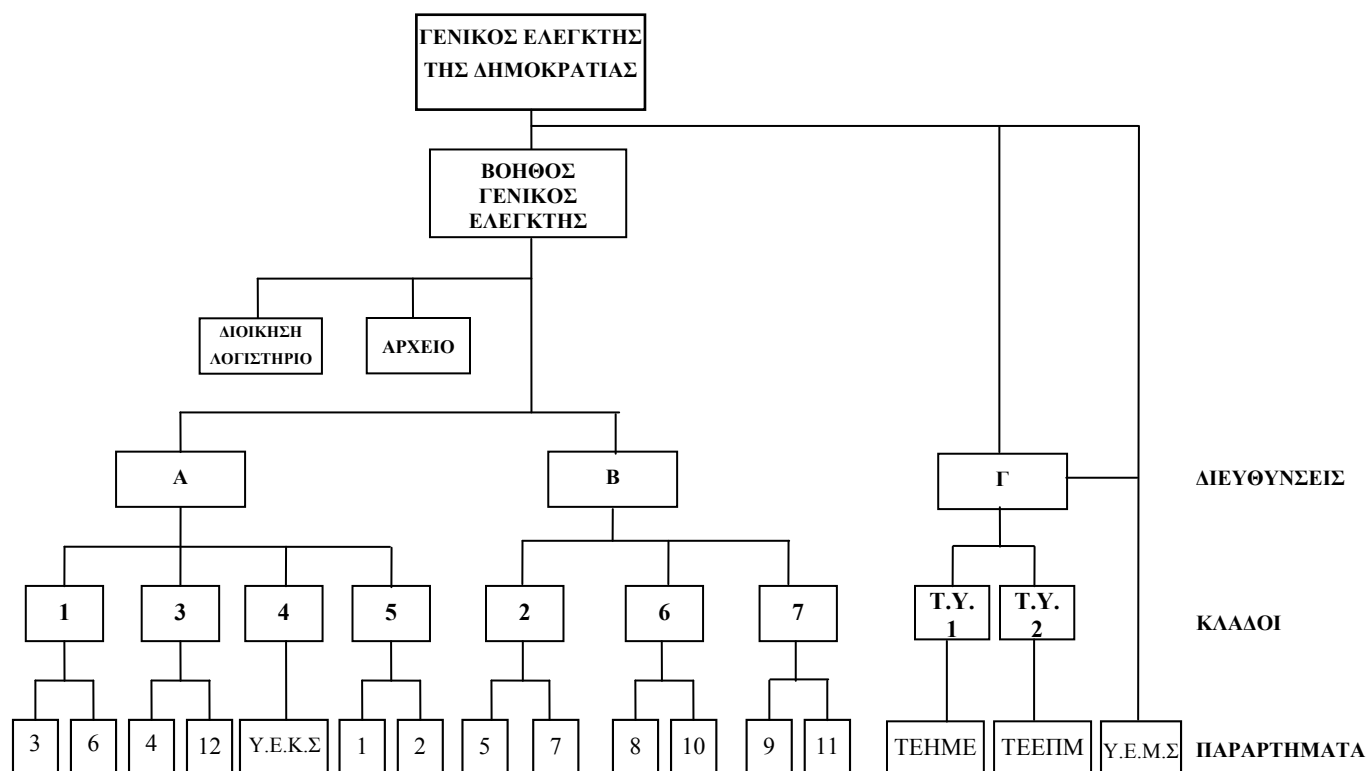 ΓΕΝΙΚΟΣ ΕΛΕΓΚΤΗΣ
ΤΗΣ ΔΗΜΟΚΡΑΤΙΑΣ
ΒΟΗΘΟΣ
ΓΕΝΙΚΟΣ
ΕΛΕΓΚΤΗΣ
ΔΙΟΙΚΗΣΗ
ΛΟΓΙΣΤΗΡΙΟ
ΑΡΧΕΙΟ
Α
Β
Γ
ΔΙΕΥΘΥΝΣΕΙΣ
1
3
4
5
2
6
7
Τ.Υ.
1
Τ.Υ.
2
ΚΛΑΔΟΙ
3
6
4
12
Υ.Ε.Κ.Σ
1
2
5
7
8
10
9
11
ΤΕΗΜΕ
ΤΕΕΠΜ
Υ.Ε.Μ.Σ
ΠΑΡΑΡΤΗΜΑΤΑ